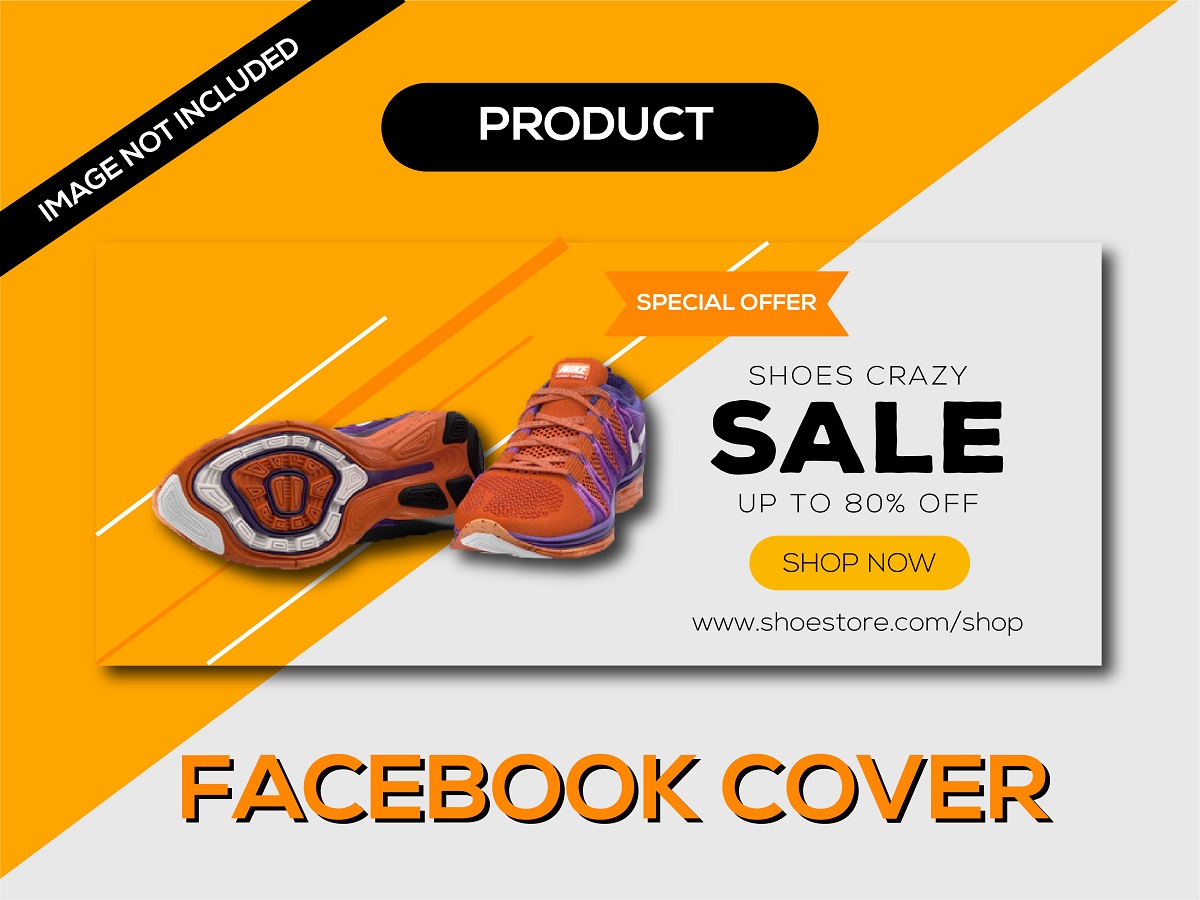 IMAGE NOT INCLUDED
PRODUCT
SPECIAL OFFER
NIKE
SHOES CRAZY
SALE
UP TO 80% OFF
SHOP NOW
www.shoestore.com/shop
FACEBOOK COVER